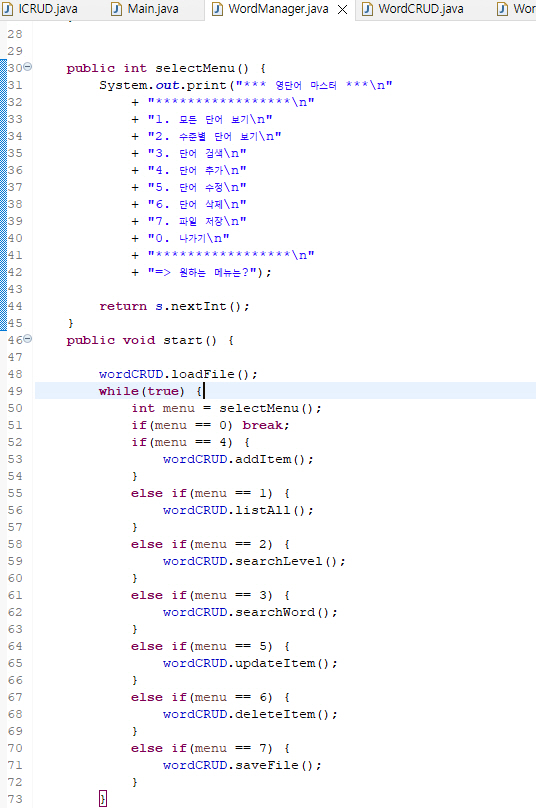 ICRUD.java Main.java WordManager.java WordCRUD.java Wor
28
29
30 public int selectMenu() {
31 System.out.print("*** 영단어 마스터 ***\n"
32 + "*****************\n"
33 + "1. 모든 단어 보기\n"
34 + "2. 수준별 단어 보기\n"
35 + "3. 단어 검색\n"
36 + "4. 단어 추가\n"
37 + "5. 단어 수정\n"
38 + "6. 단어 삭제\n"
39 + "7. 파일 저장\n"
40 + "0. 나가기\n"
41 + "*****************\n"
42 + "=> 원하는 메뉴는?");
43
44 return s.nextInt();
45 }
46 public void start() {
47
48 wordCRUD.loadFile();
49 while(true) {
50 int menu = selectMenu();
51 if(menu == 0) break;
52 if(menu == 4) {
53 wordCRUD.addItem();
54 }
55 else if(menu == 1) {
56 wordCRUD.listAll();
57 }
58 else if(menu == 2) {
59 wordCRUD.searchLevel();
60 }
61 else if(menu == 3) {
62 wordCRUD.searchWord();
63 }
64 else if(menu == 5) {
65 wordCRUD.updateItem();
66 }
67 else if(menu == 6) {
68 wordCRUD.deleteItem();
69 }
70 else if(menu == 7) {
71 wordCRUD.saveFile();
72 }
73 }